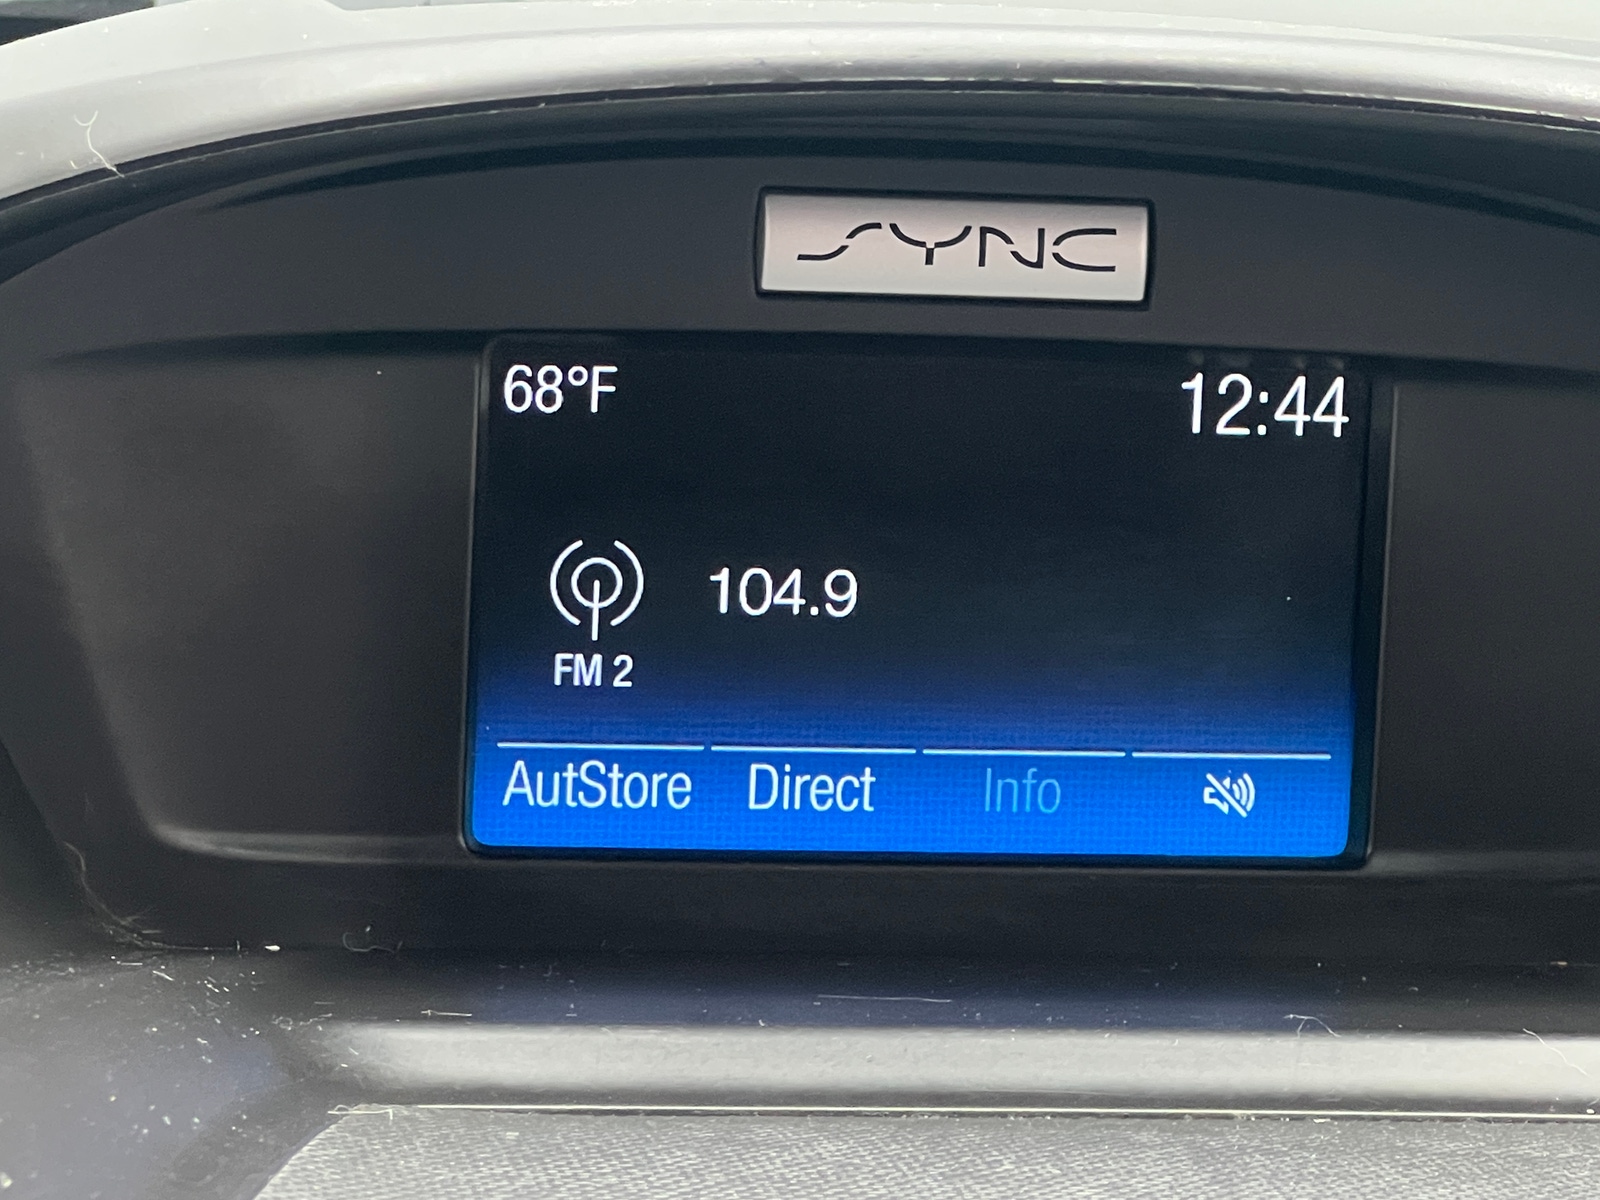 SYNC
68°F 12:44
104.9
FM 2
AutStore Direct Info